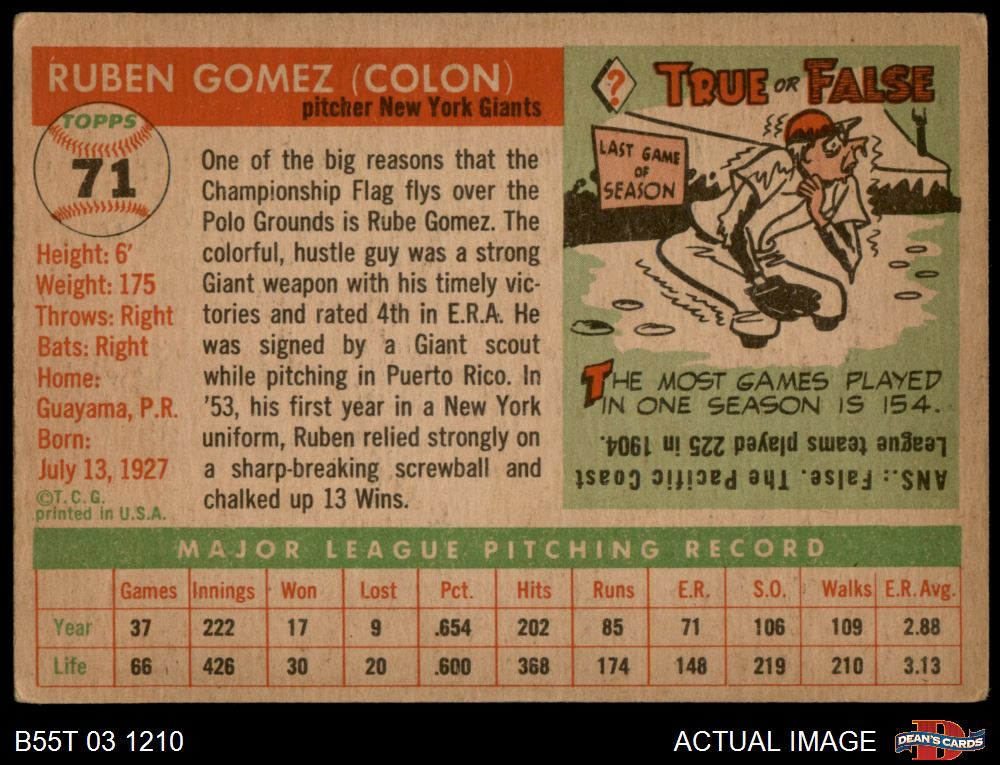 RUBEN GOMEZ (COLON)
pitcher New York Giants
TOPPS
71
Height: 6'
Weight: 175
Throws: Right
Bats: Right
Home:
Guayama, P.R.
Born:
July 13, 1927
©T. C. G.
printed in U.S.A.
One of the big reasons that the
Championship Flag flys over the
Polo Grounds is Rube Gomez. The
colorful, hustle guy was a strong
Giant weapon with his timely vic-
tories and rated 4th in E.R.A. He
was signed by a Giant scout
while pitching in Puerto Rico. In
'53, his first year in a New York
uniform, Ruben relied strongly on
a sharp-breaking screwball and
chalked up 13 Wins.
? TRUE OR FALSE
LAST GAME
OF
SEASON
THE MOST GAMES PLAYED
IN ONE SEASON IS 154.
ANS.: False. The Pacific Coast
League teams played 225 in 1904.
MAJOR LEAGUE PITCHING RECORD
Games Innings Won Lost Pct. Hits Runs E.R. S.O. Walks E.R. Avg.
Year 37 222 17 9 .654 202 85 71 106 109 2.88
Life 66 426 30 20 .600 368 174 148 219 210 3.13
B55T 03 1210
ACTUAL IMAGE
DEAN'S CARDS